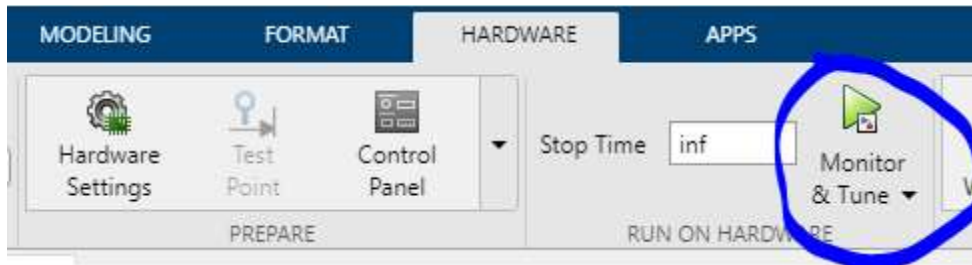 MODELING FORMAT HARDWARE APPS
Hardware Settings
Test Point
Control Panel
Stop Time inf
Monitor & Tune
PREPARE
RUN ON HARDWARE